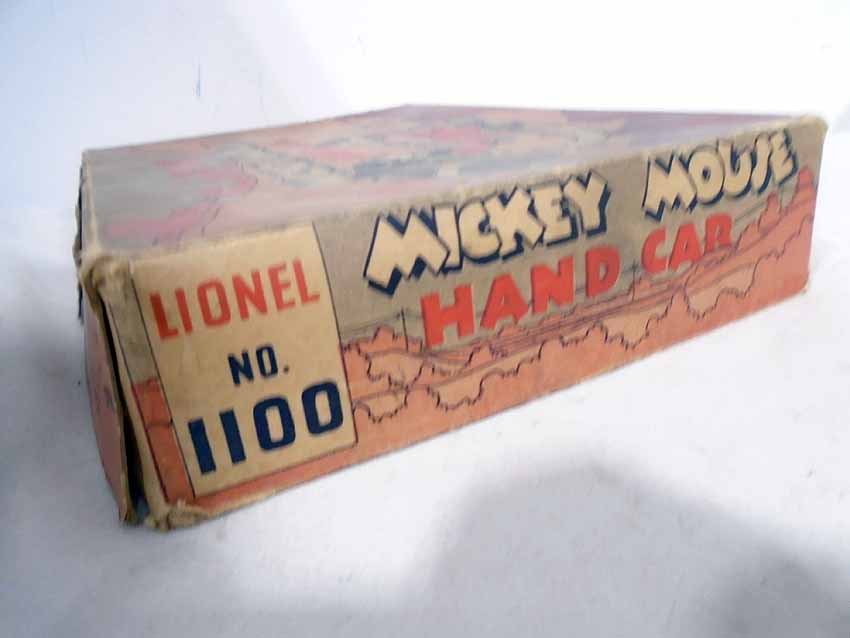 LIONEL
NO.
1100
MICKEY MOUSE
HAND CAR